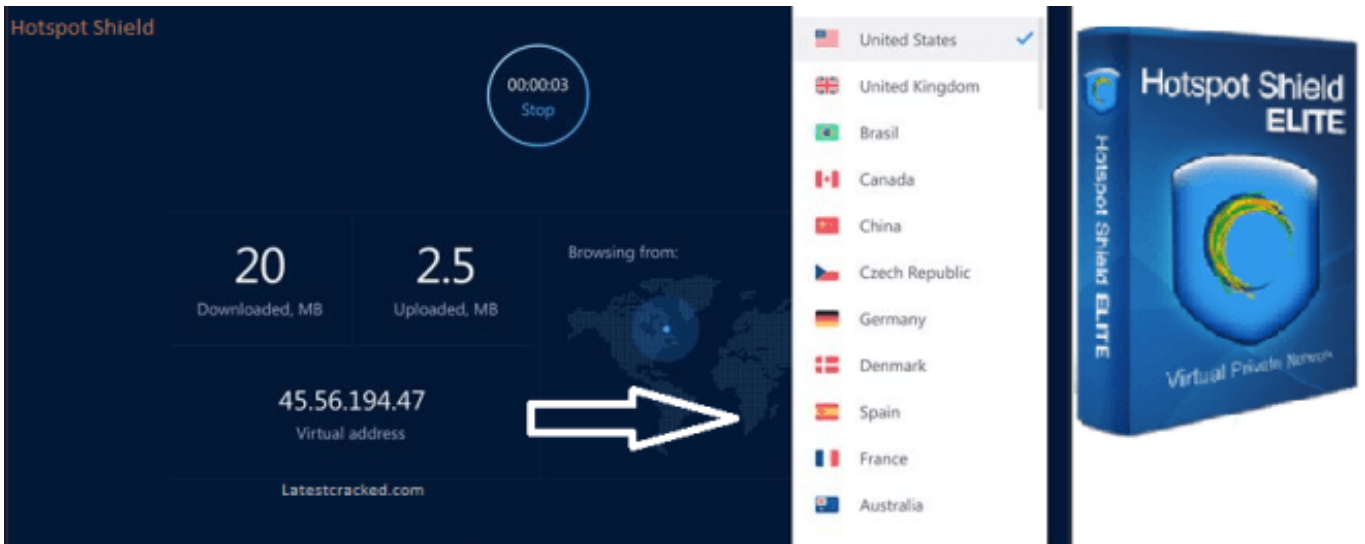 Hotspot Shield
00:00:03
Stop
20
Downloaded, MB
2.5
Uploaded, MB
Browsing from:
45.56.194.47
Virtual address
Latestcracked.com
United States
United Kingdom
Brasil
Canada
China
Czech Republic
Germany
Denmark
Spain
France
Australia
Hotspot Shield ELITE
Hotspot Shield
ELITE
Virtual Private Network